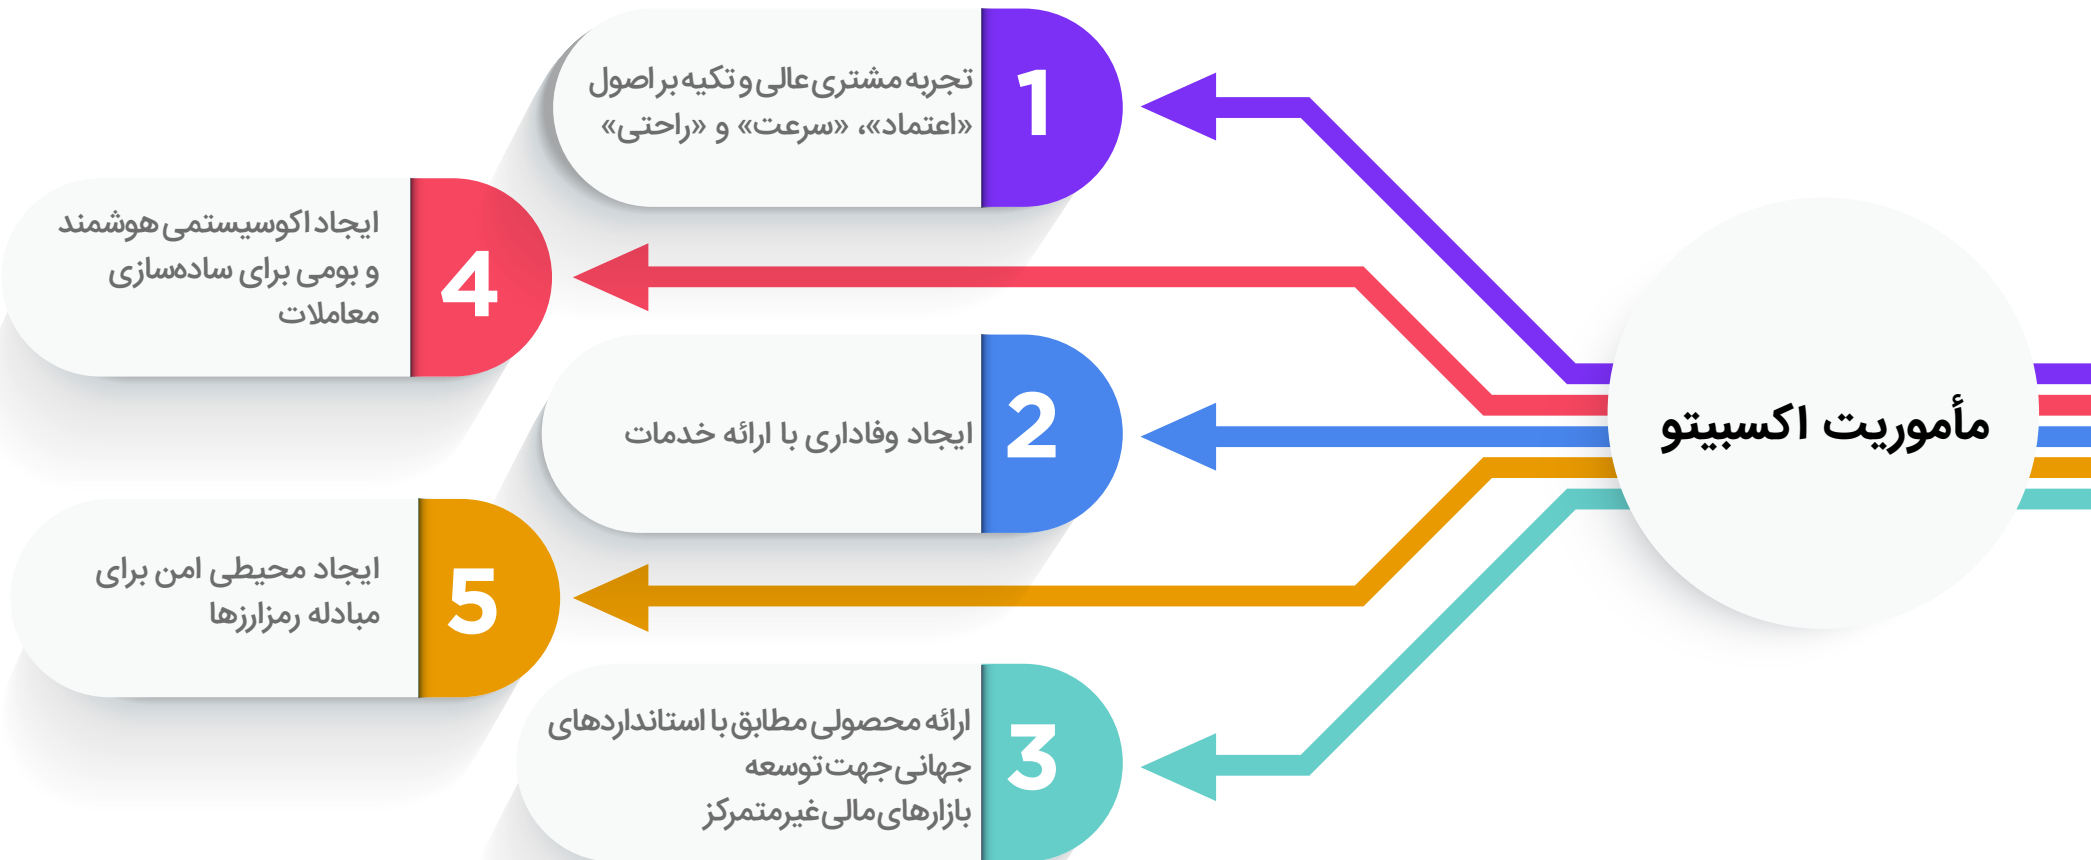 مأموریت اکسبیتو
1
تجربه مشتری عالی و تکیه بر اصول
«اعتماد»، «سرعت» و «راحتی»
2
ایجاد وفاداری با ارائه خدمات
3
ارائه محصولی مطابق با استانداردهای
جهانی جهت توسعه
بازارهای مالی غیرمتمرکز
4
ایجاد اکوسیستمی هوشمند
و بومی برای ساده‌سازی
معاملات
5
ایجاد محیطی امن برای
مبادله رمزارزها